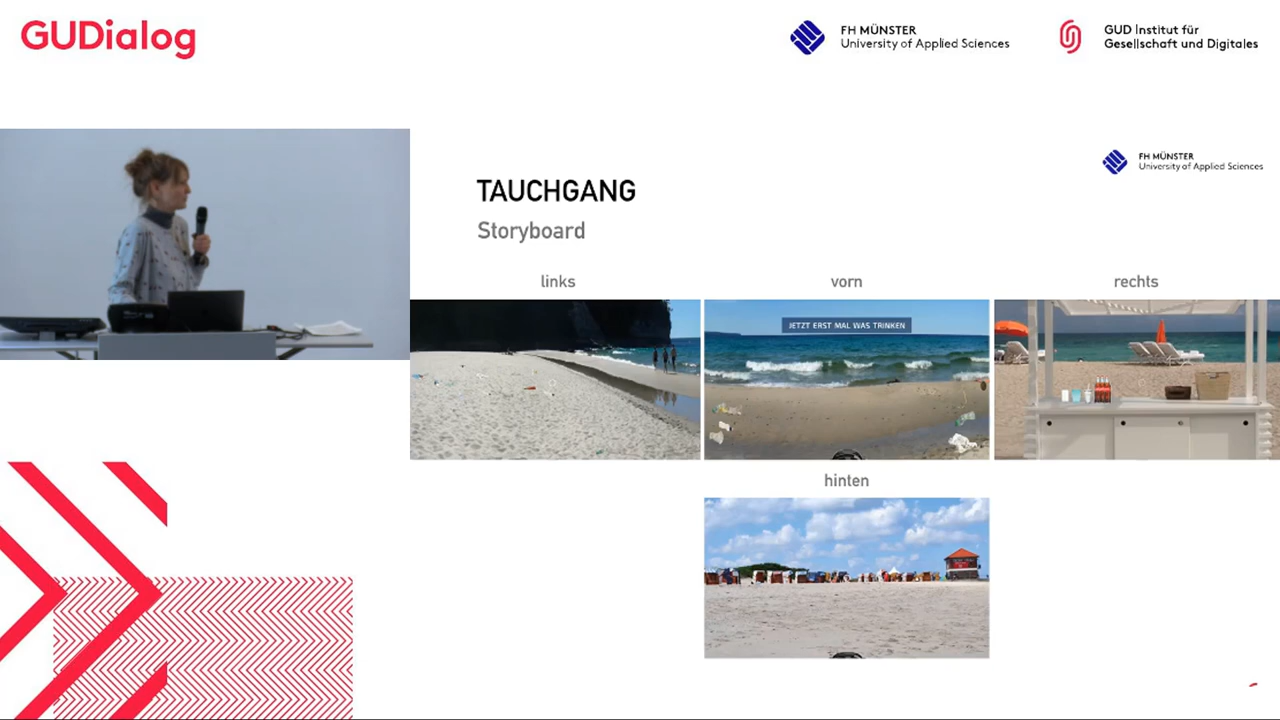 GUDialog
FH MÜNSTER
University of Applied Sciences
GUD Institut für
Gesellschaft und Digitales
FH MÜNSTER
University of Applied Sciences
TAUCHGANG
Storyboard
links
vorn
rechts
JETZT ERST MAL WAS TRINKEN
hinten